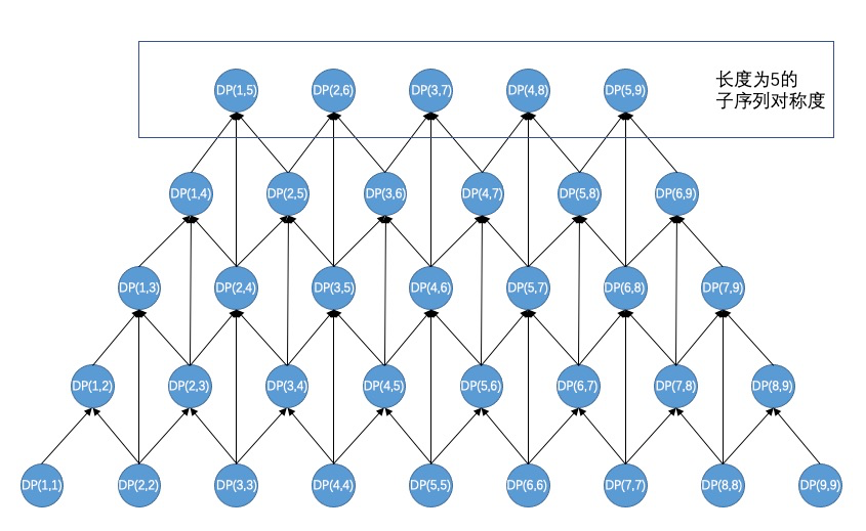 DP(1,5) DP(2,6) DP(3,7) DP(4,8) DP(5,9)
长度为5的
子序列对称度
DP(1,4) DP(2,5) DP(3,6) DP(4,7) DP(5,8) DP(6,9)
DP(1,3) DP(2,4) DP(3,5) DP(4,6) DP(5,7) DP(6,8) DP(7,9)
DP(1,2) DP(2,3) DP(3,4) DP(4,5) DP(5,6) DP(6,7) DP(7,8) DP(8,9)
DP(1,1) DP(2,2) DP(3,3) DP(4,4) DP(5,5) DP(6,6) DP(7,7) DP(8,8) DP(9,9)